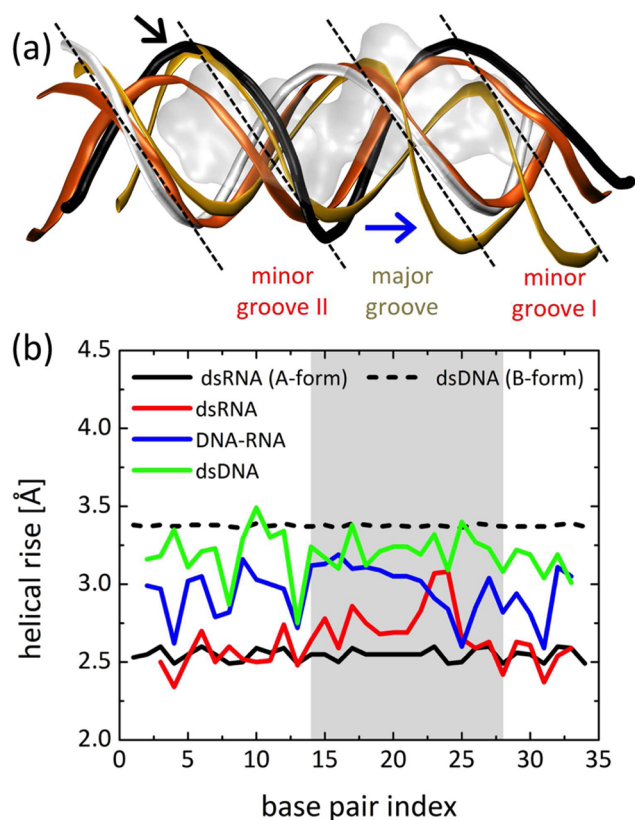 (a)
minor
groove II
major
groove
minor
groove I
(b)
4.5
4.0
3.5
3.0
2.5
2.0
helical rise [Å]
dsRNA (A-form)
dsDNA (B-form)
dsRNA
DNA-RNA
dsDNA
0 5 10 15 20 25 30 35
base pair index